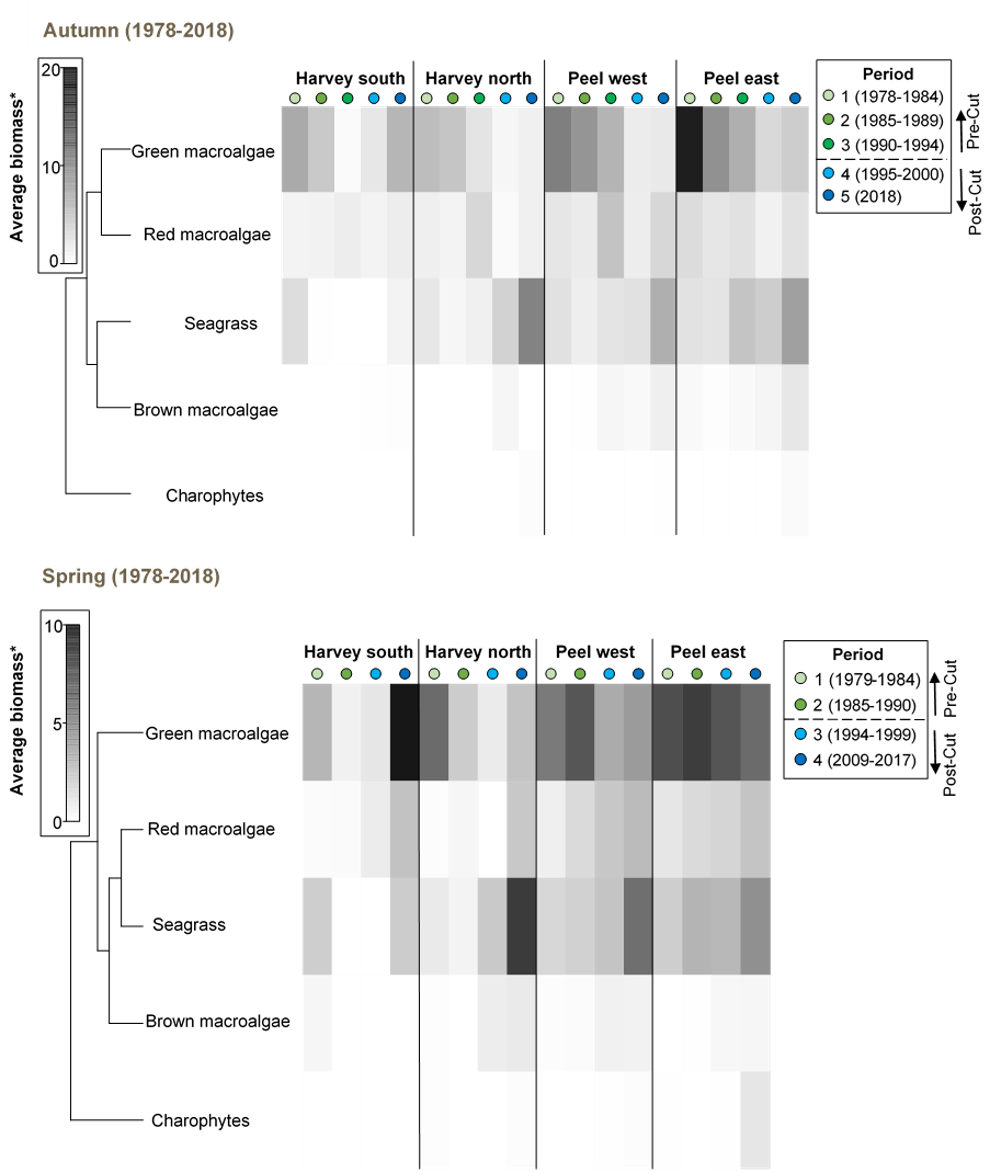 Autumn (1978-2018)
Harvey south Harvey north Peel west Peel east
Average biomass*
20
10
0
Green macroalgae
Red macroalgae
Seagrass
Brown macroalgae
Charophytes
Period
1 (1978-1984)
2 (1985-1989)
3 (1990-1994)
4 (1995-2000)
5 (2018)
Pre-Cut
Post-Cut
Spring (1978-2018)
Harvey south Harvey north Peel west Peel east
Average biomass*
10
5
0
Green macroalgae
Red macroalgae
Seagrass
Brown macroalgae
Charophytes
Period
1 (1979-1984)
2 (1985-1990)
3 (1994-1999)
4 (2009-2017)
Pre-Cut
Post-Cut